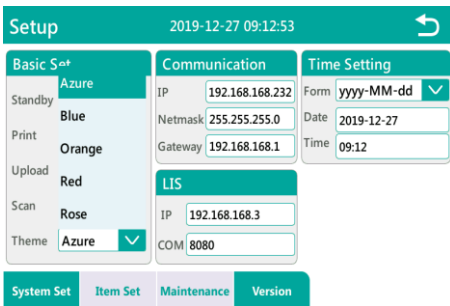 Setup
2019-12-27 09:12:53
Basic Set
Standby
Print
Upload
Scan
Theme
Azure
Blue
Orange
Red
Rose
Azure
Communication
IP 192.168.168.232
Netmask 255.255.255.0
Gateway 192.168.168.1
LIS
IP 192.168.168.3
COM 8080
Time Setting
Form yyyy-MM-dd
Date 2019-12-27
Time 09:12
System Set
Item Set
Maintenance
Version